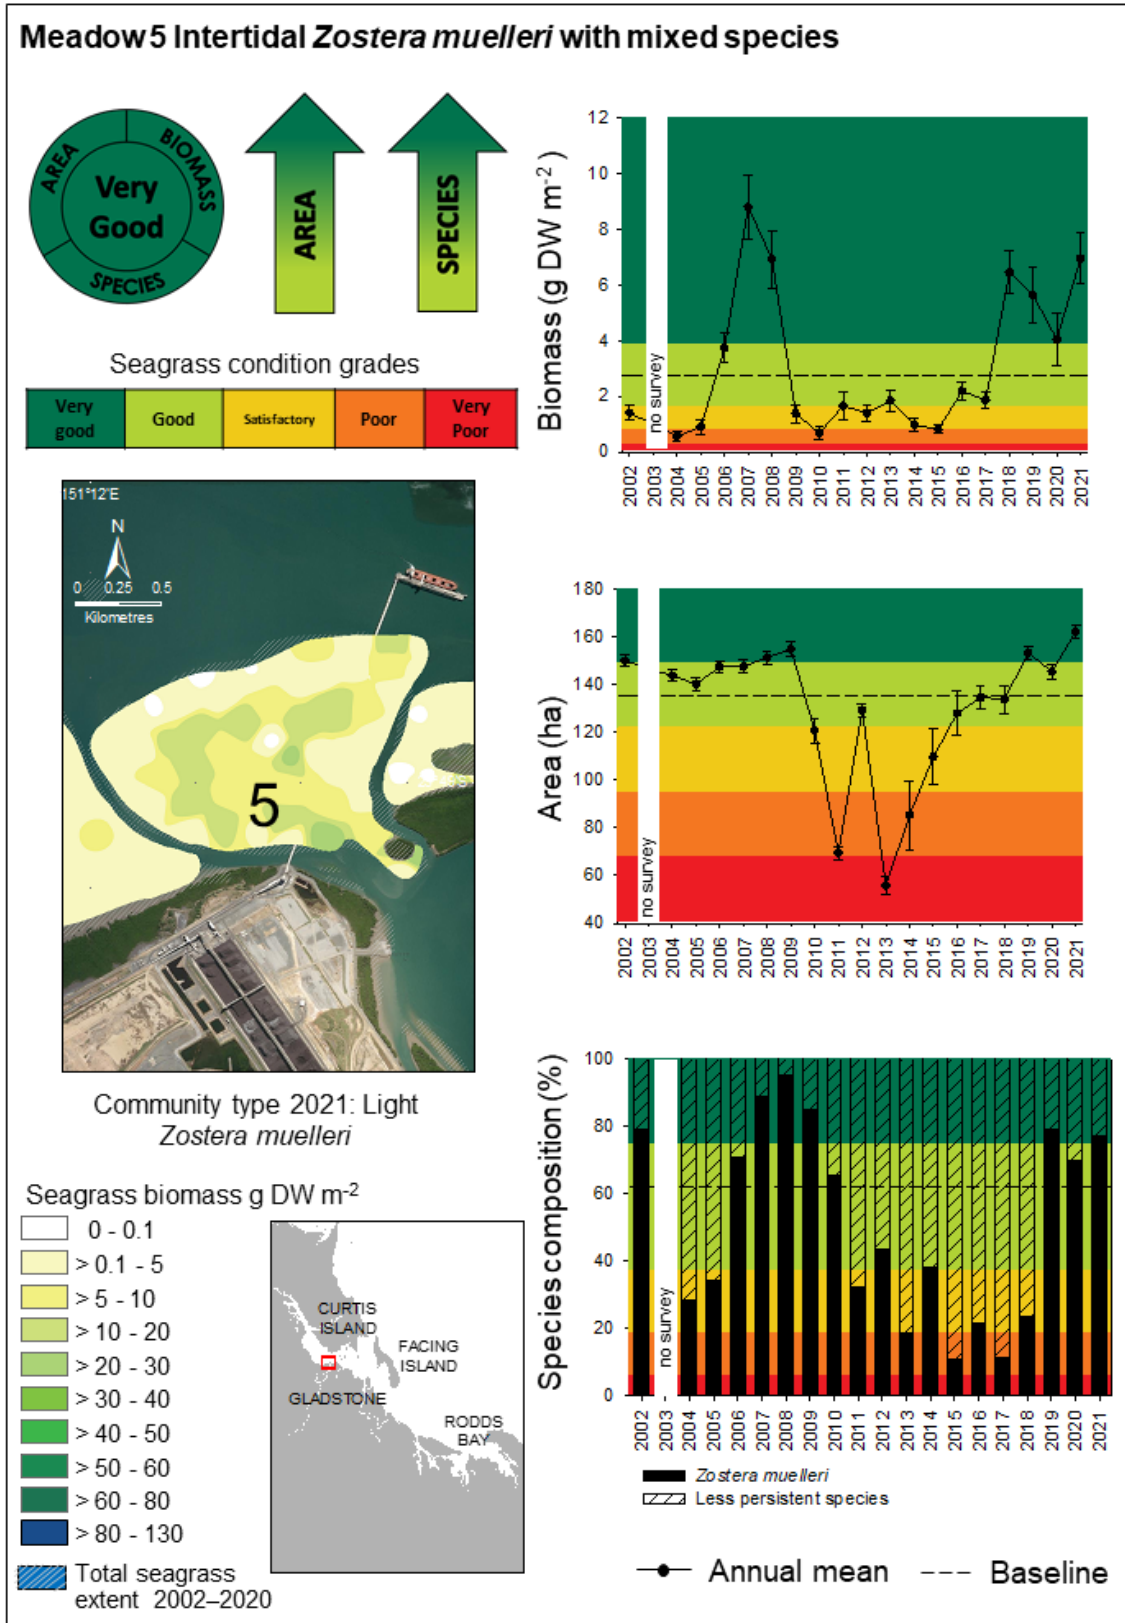 Meadow 5 Intertidal Zostera muelleri with mixed species
AREA
BIOMASS
SPECIES
Very
Good
AREA
SPECIES
Seagrass condition grades
Very
good
Good
Satisfactory
Poor
Very
Poor
151°12'E
N
0 0.25 0.5
Kilometres
5
Community type 2021: Light
Zostera muelleri
Seagrass biomass g DW m-2
0 - 0.1
> 0.1 - 5
> 5 - 10
> 10 - 20
> 20 - 30
> 30 - 40
> 40 - 50
> 50 - 60
> 60 - 80
> 80 - 130
Total seagrass
extent 2002–2020
CURTIS
ISLAND
FACING
ISLAND
GLADSTONE
RODDS
BAY
Biomass (g DW m-2)
12
10
8
6
4
2
0
no survey
2002 2003 2004 2005 2006 2007 2008 2009 2010 2011 2012 2013 2014 2015 2016 2017 2018 2019 2020 2021
Area (ha)
180
160
140
120
100
80
60
40
no survey
2002 2003 2004 2005 2006 2007 2008 2009 2010 2011 2012 2013 2014 2015 2016 2017 2018 2019 2020 2021
Species composition (%)
100
80
60
40
20
0
no survey
2002 2003 2004 2005 2006 2007 2008 2009 2010 2011 2012 2013 2014 2015 2016 2017 2018 2019 2020 2021
Zostera muelleri
Less persistent species
Annual mean
Baseline